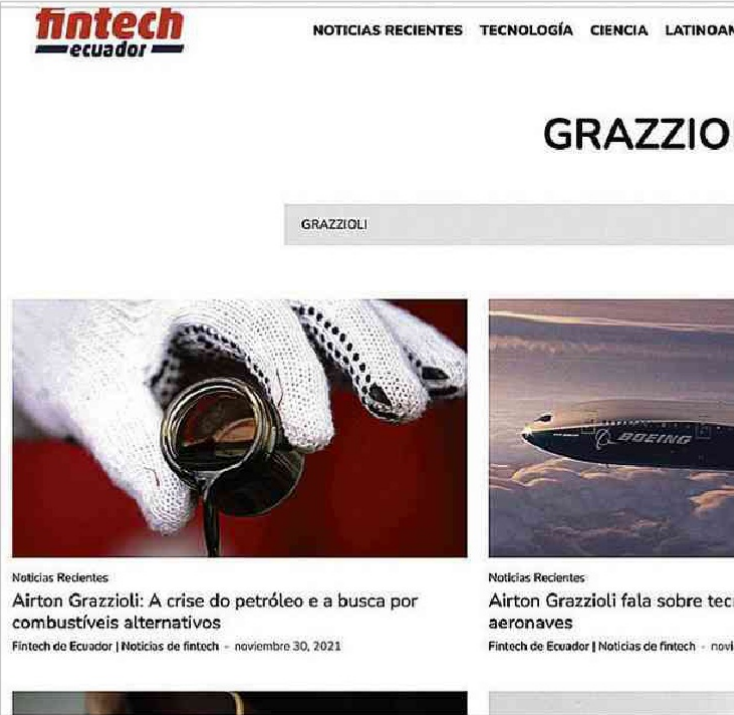 fintech
ecuador
NOTICIAS RECIENTES TECNOLOGÍA CIENCIA
GRAZZIOLI
BOEING
Noticias Recientes
Airton Grazzioli: A crise do petróleo e a busca por
combustíveis alternativos
Fintech de Ecuador | Noticias de fintech - noviembre 30, 2021
Noticias Recientes
Airton Grazzioli fala sobre
aeronaves
Fintech de Ecuador | Noticias de fintech -